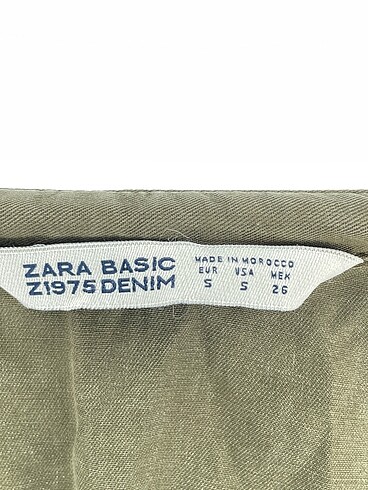 ZARA BASIC
Z1975 DENIM
MADE IN MOROCCO
EUR USA MEX
S S 26